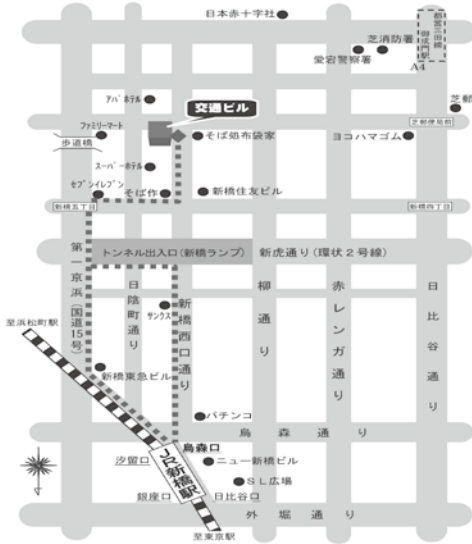 日本赤十字社
都営三田線
御成門駅
芝消防署
愛宕警察署
A4
アパホテル
交通ビル
芝郵
ファミリーマート
そば処布袋家
ヨコハマゴム
芝郵便局前
歩道橋
スーパーホテル
セブンイレブン
そば作
新橋住友ビル
新橋五丁目
新橋四丁目
トンネル出入口(新橋ランプ)
新虎通り(環状2号線)
第一京浜(国道15号)
日陰町通り
サンクス
新橋西口通り
柳通り
赤レンガ通り
日比谷通り
至浜松町駅
新橋東急ビル
パチンコ
烏森通り
烏森口
汐留口
JR新橋駅
ニュー新橋ビル
SL広場
銀座口
日比谷口
外堀通り
至東京駅